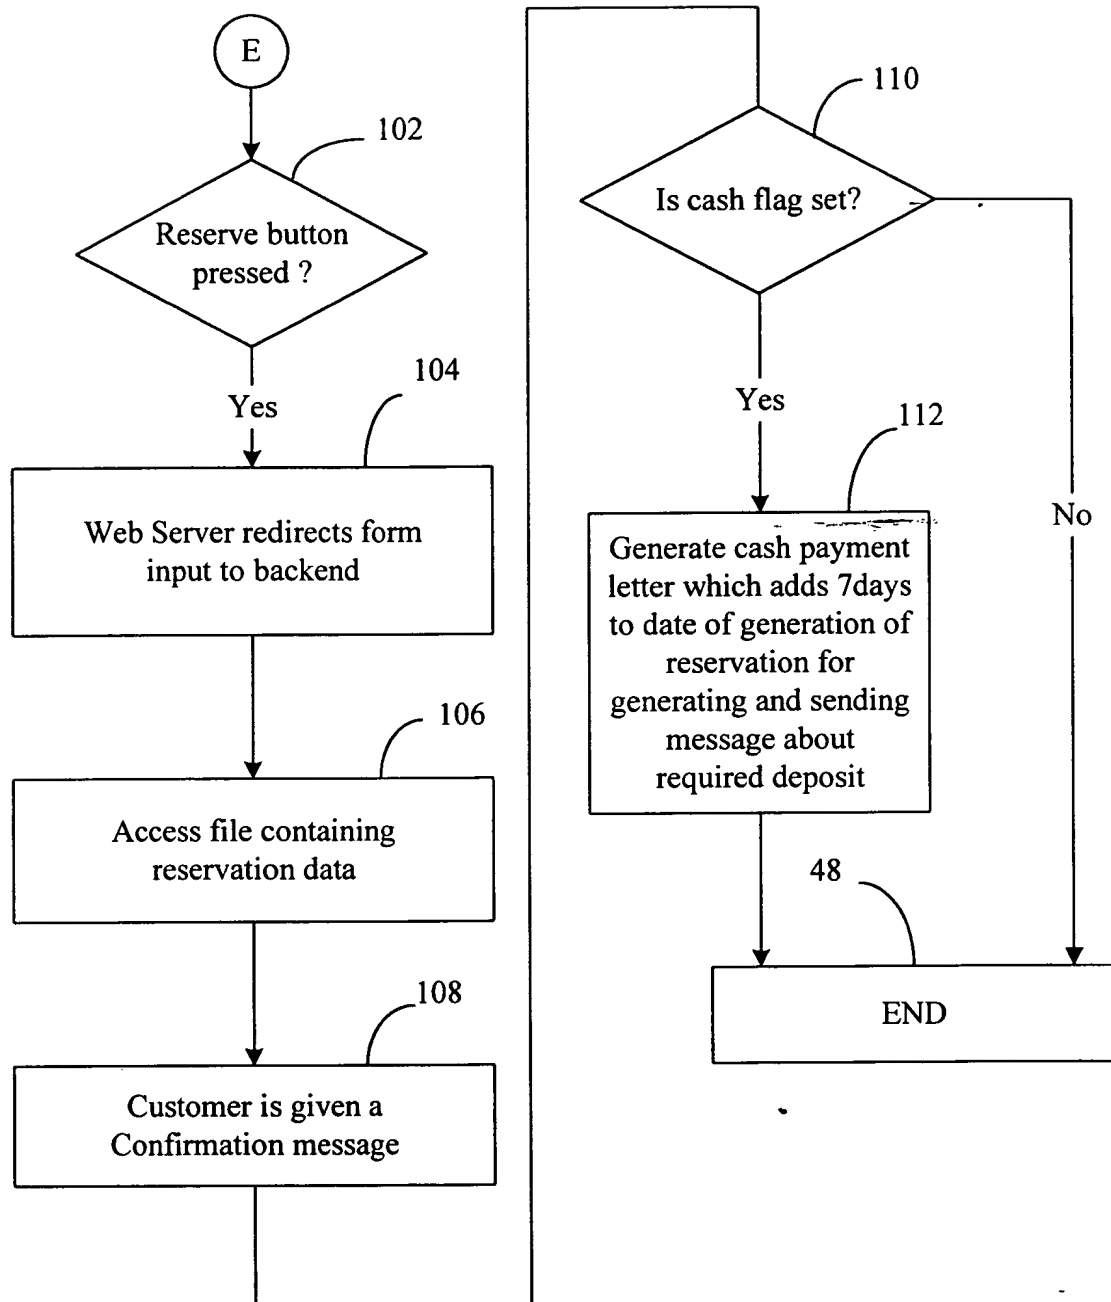 E
102
Reserve button
pressed ?
Yes
104
Web Server redirects form
input to backend
106
Access file containing
reservation data
108
Customer is given a
Confirmation message
110
Is cash flag set?
Yes
No
112
Generate cash payment
letter which adds 7days
to date of generation of
reservation for
generating and sending
message about
required deposit
48
END